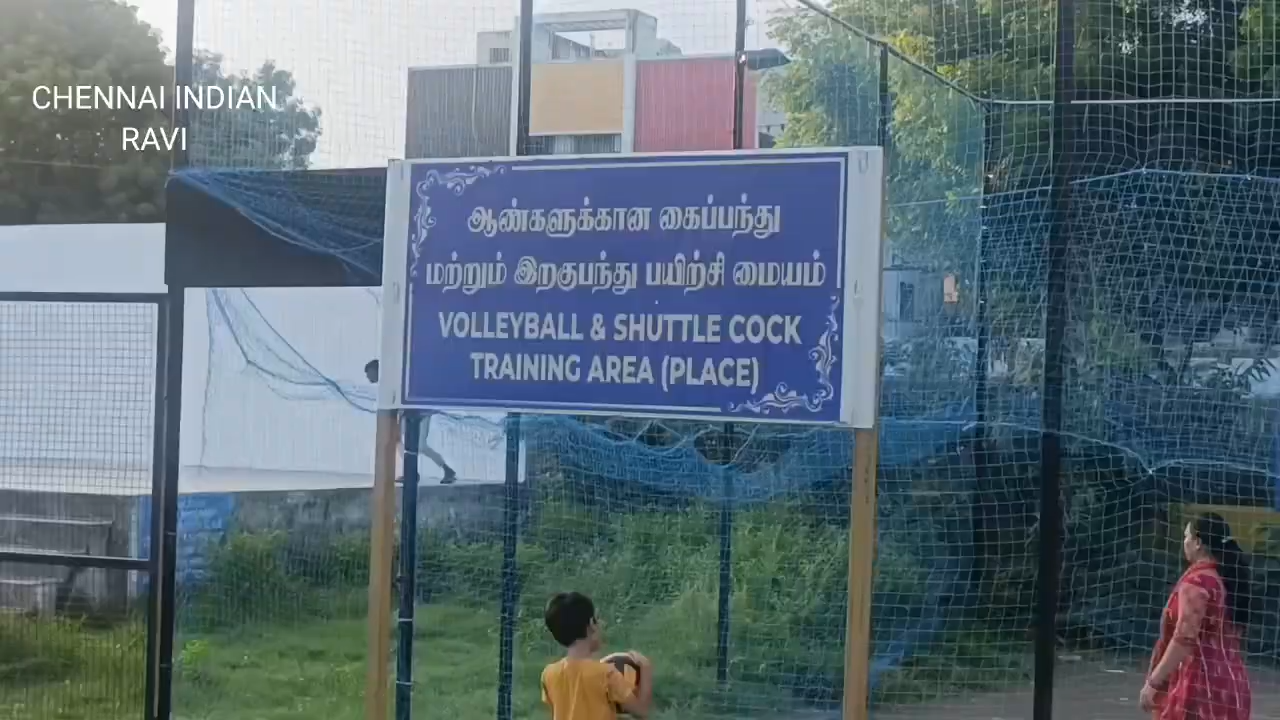 CHENNAI INDIAN
RAVI
ஆண்களுக்கான கைப்பந்து
மற்றும் இறகுபந்து பயிற்சி மையம்
VOLLEYBALL & SHUTTLE COCK
TRAINING AREA (PLACE)